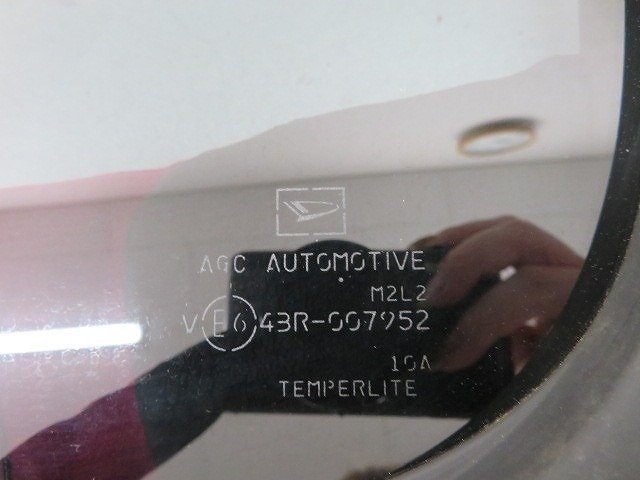 AGC AUTOMOTIVE
M2L2
V E6 43R-007952
10A
TEMPERLITE